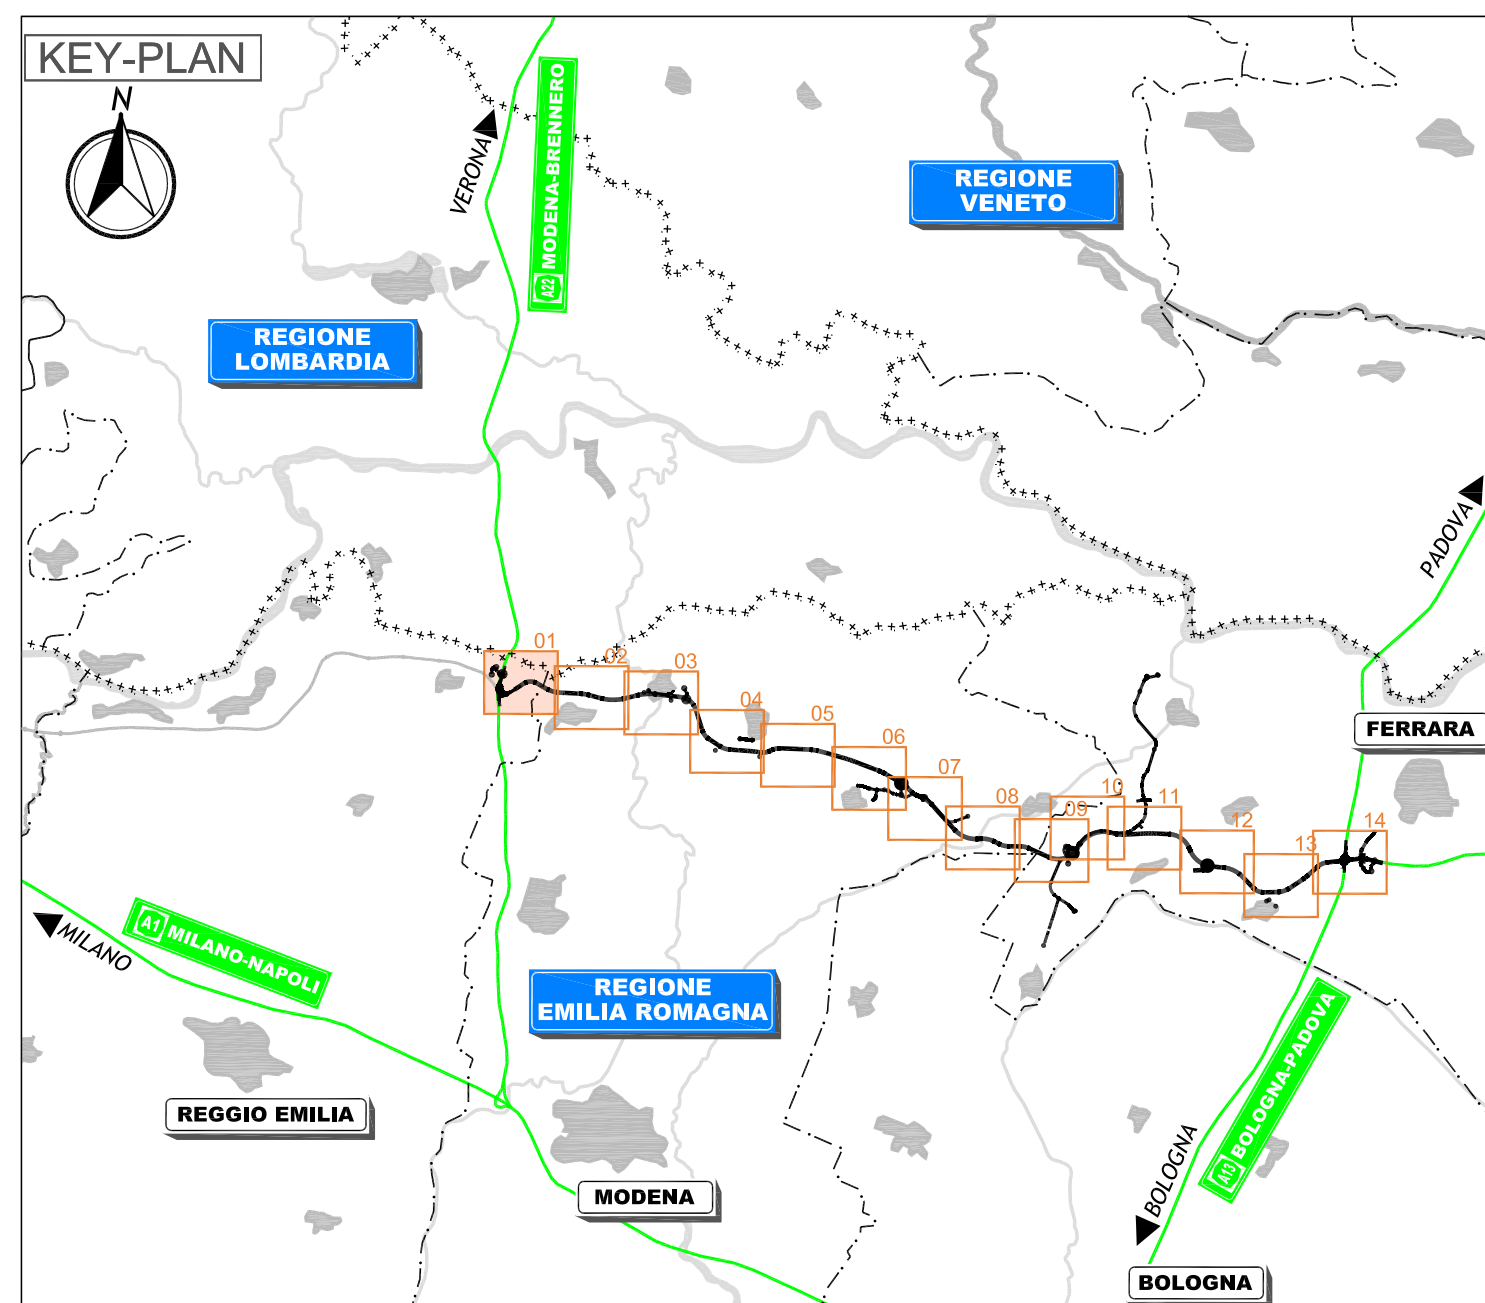 KEY-PLAN
N
VERONA
A22 MODENA-BRENNERO
REGIONE
VENETO
REGIONE
LOMBARDIA
PADOVA
01
02
03
04
05
06
07
08
09
10
11
12
13
14
FERRARA
MILANO
A1 MILANO-NAPOLI
REGIONE
EMILIA ROMAGNA
REGGIO EMILIA
MODENA
A13 BOLOGNA-PADOVA
BOLOGNA
BOLOGNA